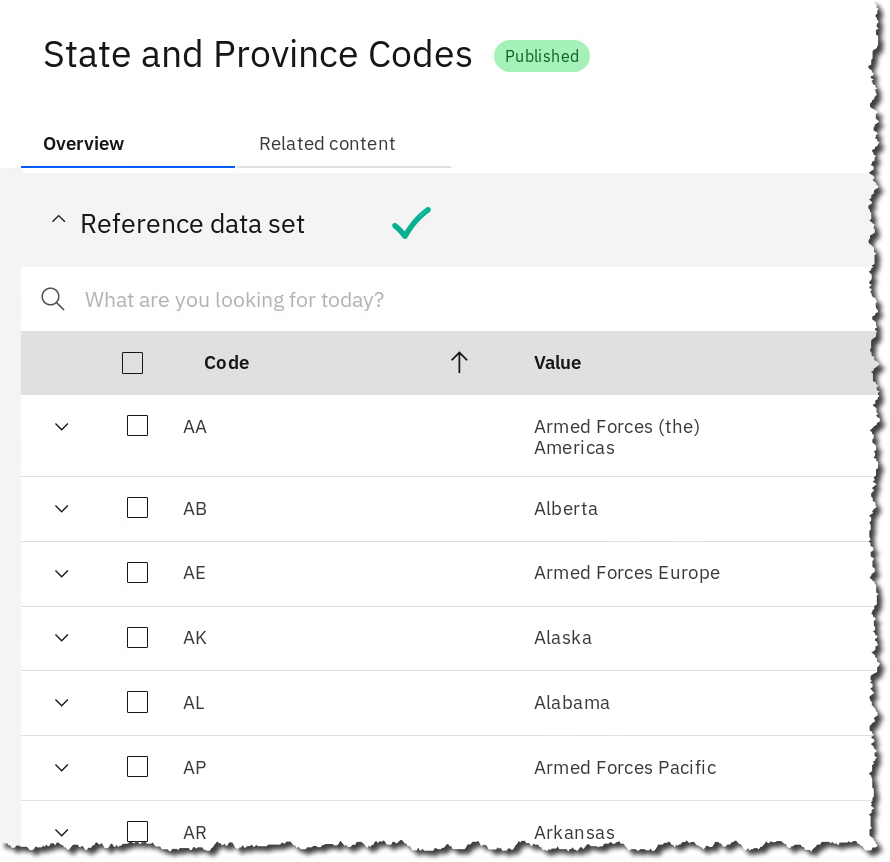 State and Province Codes Published
Overview Related content
Reference data set
What are you looking for today?
Code Value
AA Armed Forces (the)
Americas
AB Alberta
AE Armed Forces Europe
AK Alaska
AL Alabama
AP Armed Forces Pacific
AR Arkansas